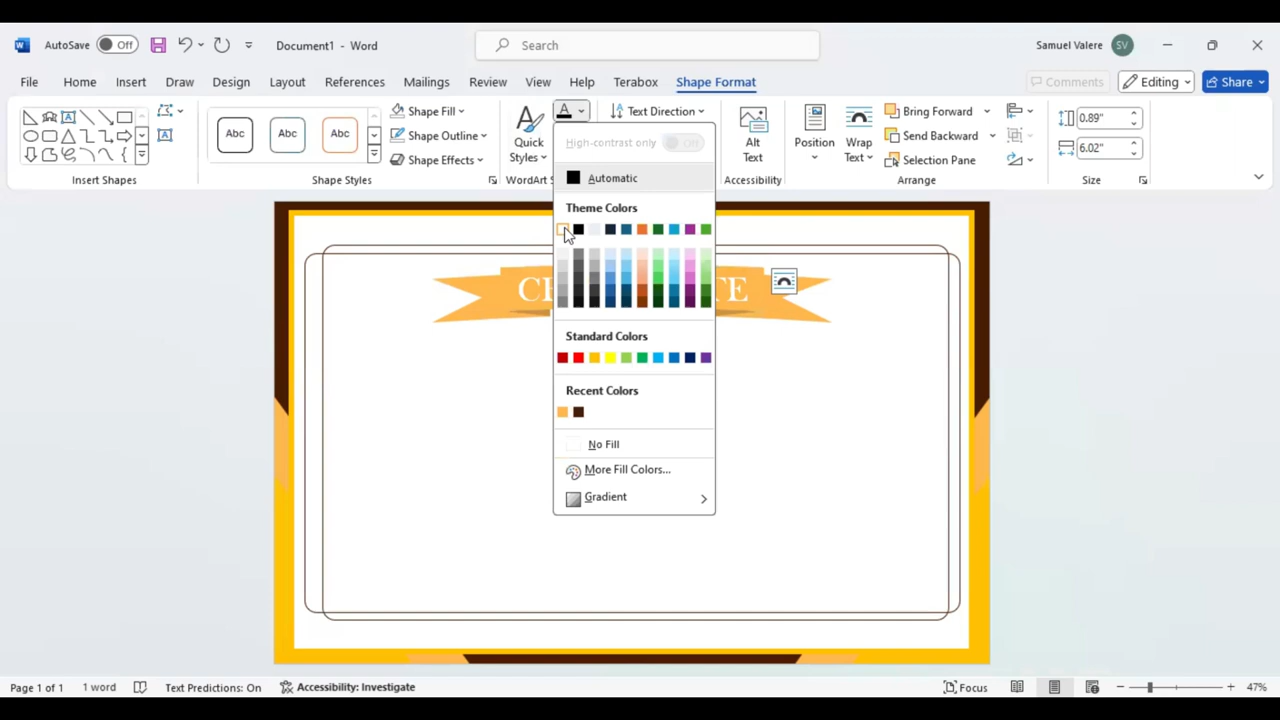 AutoSave Off Document1 - Word Search Samuel Valere SV
File Home Insert Draw Design Layout References Mailings Review View Help Terabox Shape Format Comments Editing Share
Abc Abc Abc
Shape Fill
Shape Outline
Shape Effects
Quick
Styles
A
Text Direction
Alt
Text
Position
Wrap
Text
Bring Forward
Send Backward
Selection Pane
0.89"
6.02"
Insert Shapes Shape Styles WordArt S Accessibility Arrange Size
High-contrast only Off
Automatic
Theme Colors
Standard Colors
Recent Colors
No Fill
More Fill Colors...
Gradient
Page 1 of 1 1 word Text Predictions: On Accessibility: Investigate Focus 47%